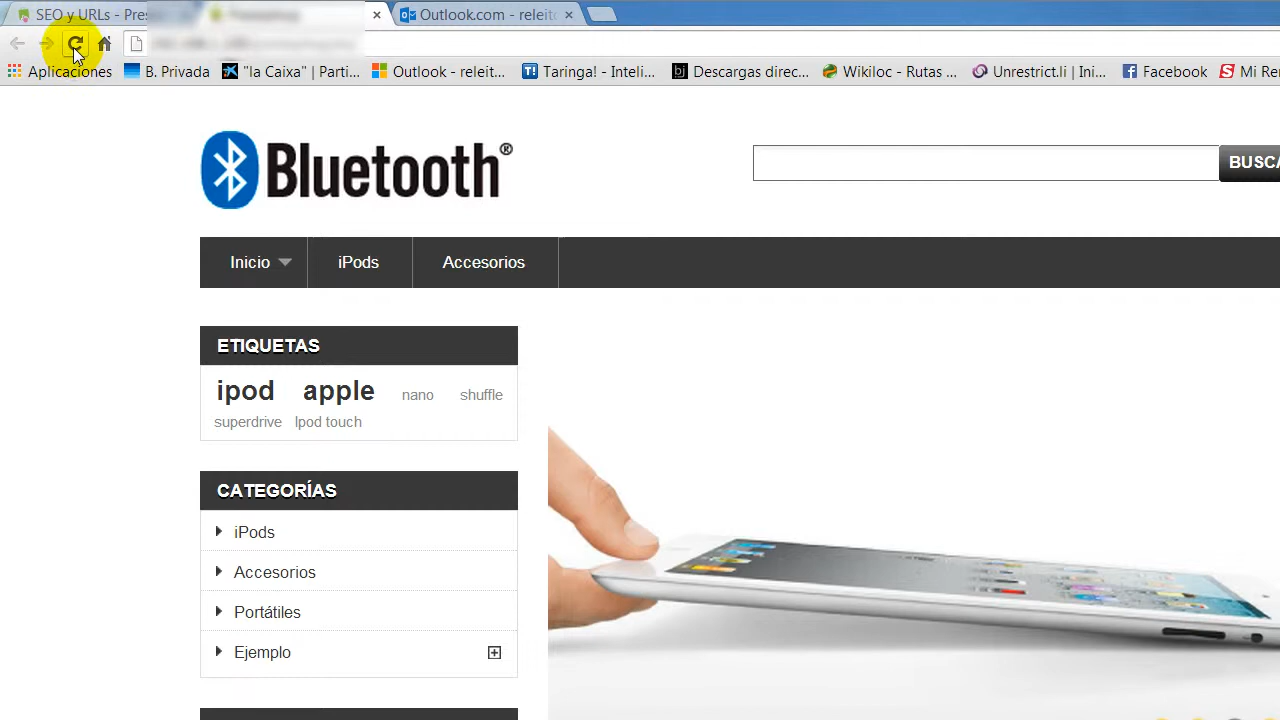 SEO y URLs - Pres
Outlook.com - releito
Aplicaciones B. Privada "la Caixa" | Parti... Outlook - releit... Taringa! - Inteli... Descargas direc... Wikiloc - Rutas ... Unrestrict.li | Ini... Facebook Mi Re
Bluetooth®
BUSCA
Inicio iPods Accesorios
ETIQUETAS
ipod apple nano shuffle
superdrive Ipod touch
CATEGORÍAS
iPods
Accesorios
Portátiles
Ejemplo